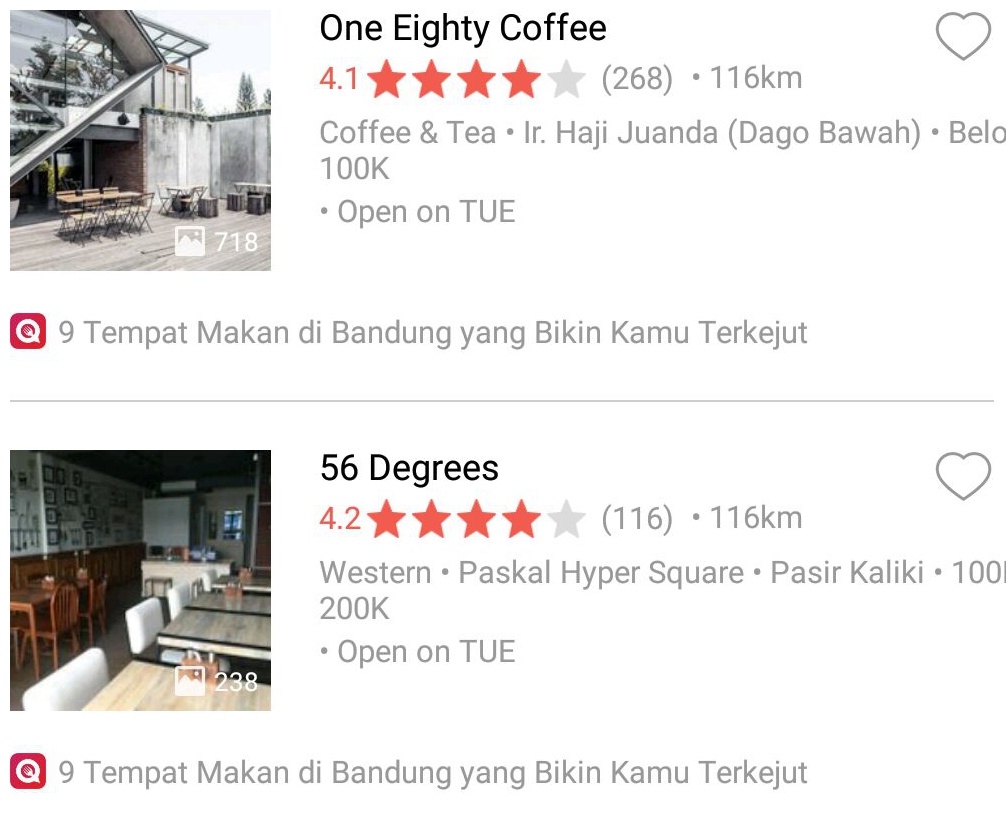 One Eighty Coffee
4.1 (268) • 116km
Coffee & Tea • Ir. Haji Juanda (Dago Bawah) • Belo
100K
• Open on TUE
718
9 Tempat Makan di Bandung yang Bikin Kamu Terkejut
56 Degrees
4.2 (116) • 116km
Western • Paskal Hyper Square • Pasir Kaliki • 100
200K
• Open on TUE
238
9 Tempat Makan di Bandung yang Bikin Kamu Terkejut